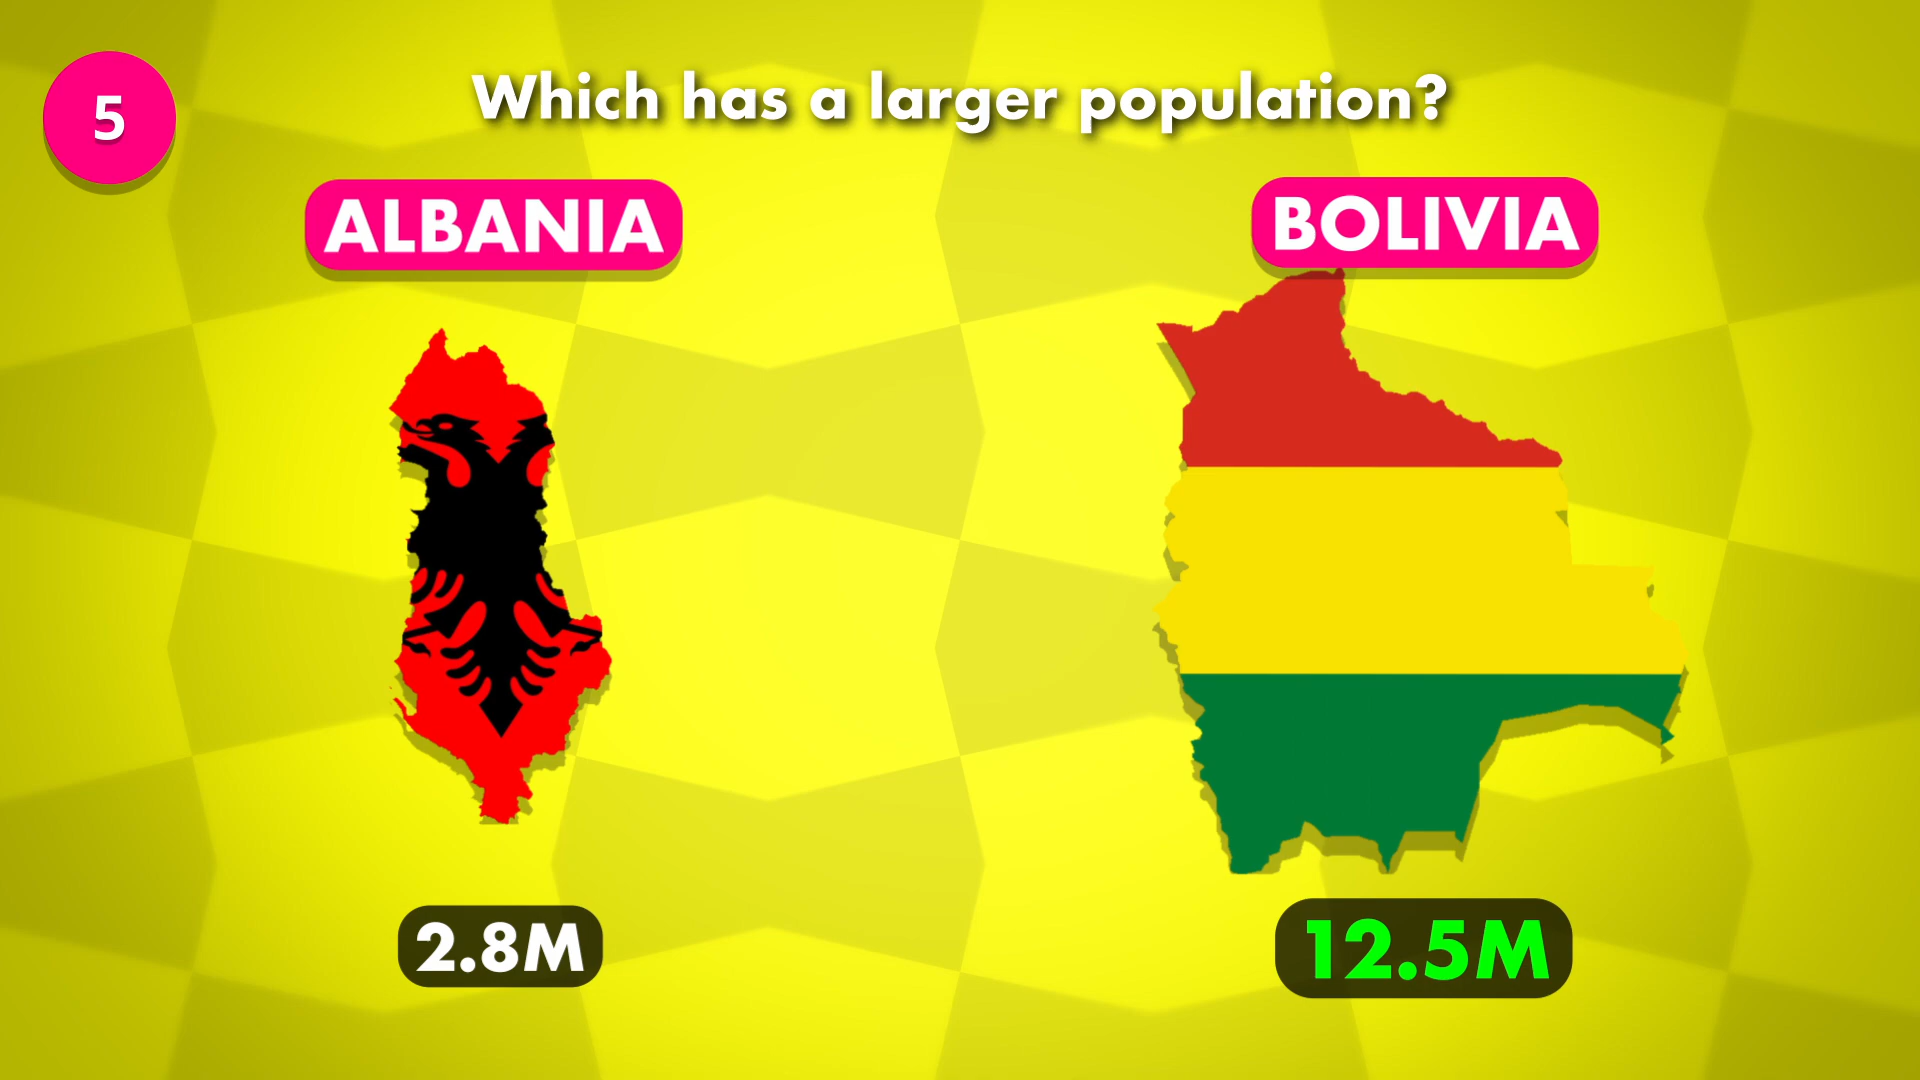 5
Which has a larger population?
ALBANIA
BOLIVIA
2.8M
12.5M